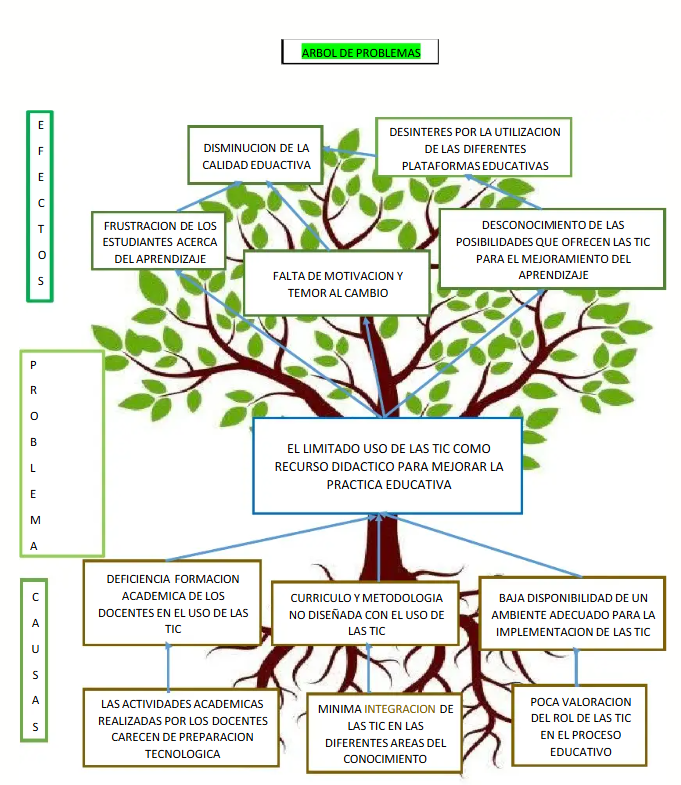 ARBOL DE PROBLEMAS
E
F
E
C
T
O
S
DISMINUCION DE LA
CALIDAD EDUACTIVA
DESINTERES POR LA UTILIZACION
DE LAS DIFERENTES
PLATAFORMAS EDUCATIVAS
FRUSTRACION DE LOS
ESTUDIANTES ACERCA
DEL APRENDIZAJE
FALTA DE MOTIVACION Y
TEMOR AL CAMBIO
DESCONOCIMIENTO DE LAS
POSIBILIDADES QUE OFRECEN LAS TIC
PARA EL MEJORAMIENTO DEL
APRENDIZAJE
P
R
O
B
L
E
M
A
EL LIMITADO USO DE LAS TIC COMO
RECURSO DIDACTICO PARA MEJORAR LA
PRACTICA EDUCATIVA
C
A
U
S
A
S
DEFICIENCIA FORMACION
ACADEMICA DE LOS
DOCENTES EN EL USO DE LAS
TIC
CURRICULO Y METODOLOGIA
NO DISEÑADA CON EL USO DE
LAS TIC
BAJA DISPONIBILIDAD DE UN
AMBIENTE ADECUADO PARA LA
IMPLEMENTACION DE LAS TIC
LAS ACTIVIDADES ACADEMICAS
REALIZADAS POR LOS DOCENTES
CARECEN DE PREPARACION
TECNOLOGICA
MINIMA INTEGRACION DE
LAS TIC EN LAS
DIFERENTES AREAS DEL
CONOCIMIENTO
POCA VALORACION
DEL ROL DE LAS TIC
EN EL PROCESO
EDUCATIVO